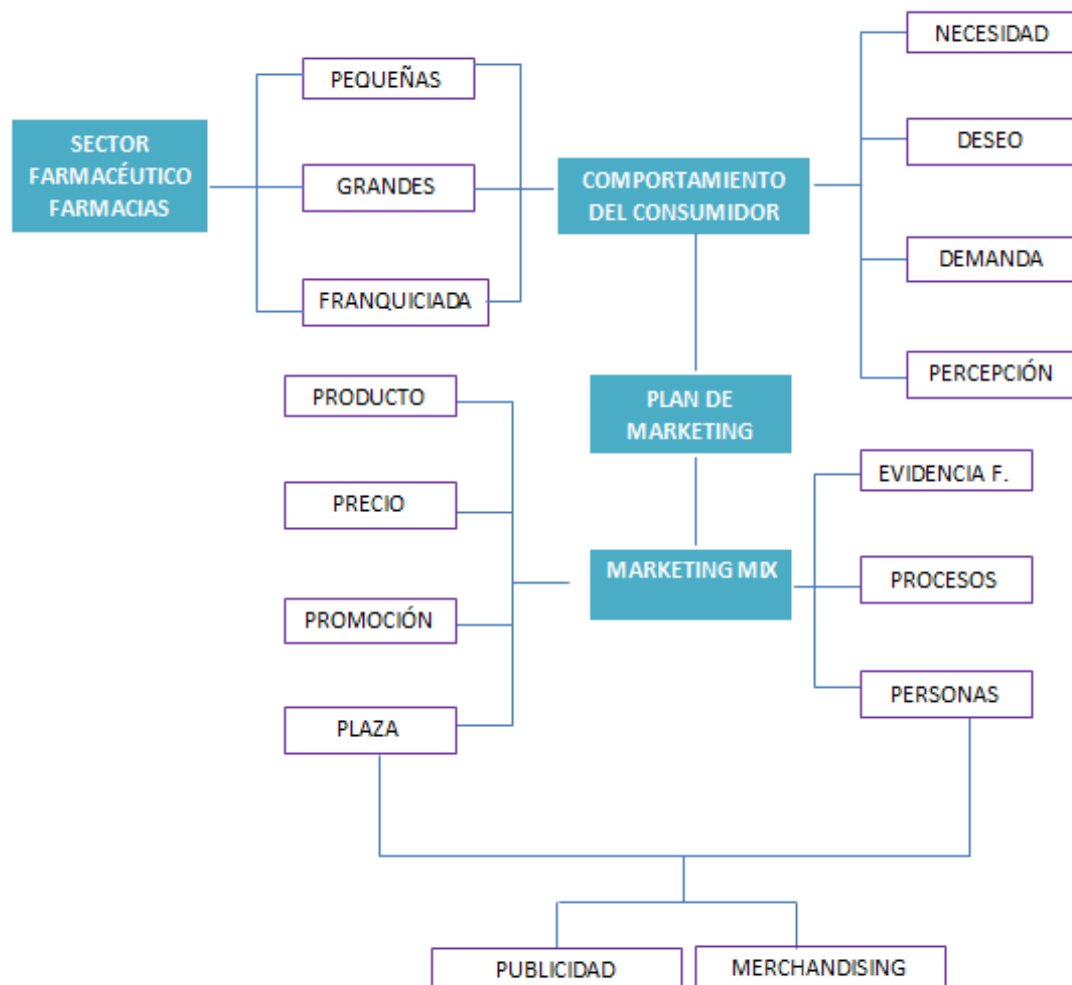 SECTOR
FARMACÉUTICO
FARMACIAS
PEQUEÑAS
GRANDES
FRANQUICIADA
COMPORTAMIENTO
DEL CONSUMIDOR
NECESIDAD
DESEO
DEMANDA
PERCEPCIÓN
PLAN DE
MARKETING
MARKETING MIX
PRODUCTO
PRECIO
PROMOCIÓN
PLAZA
EVIDENCIA F.
PROCESOS
PERSONAS
PUBLICIDAD
MERCHANDISING